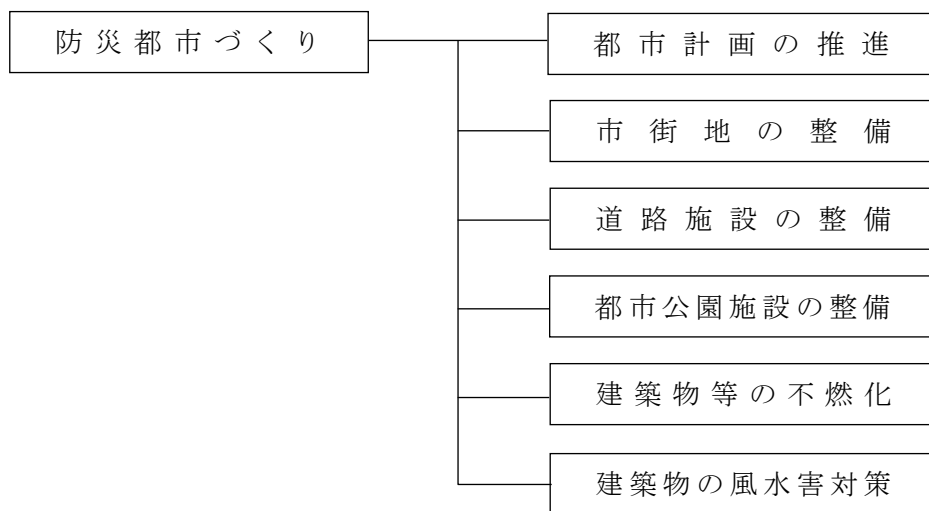 防災都市づくり
都市計画の推進
市街地の整備
道路施設の整備
都市公園施設の整備
建築物等の不燃化
建築物の風水害対策